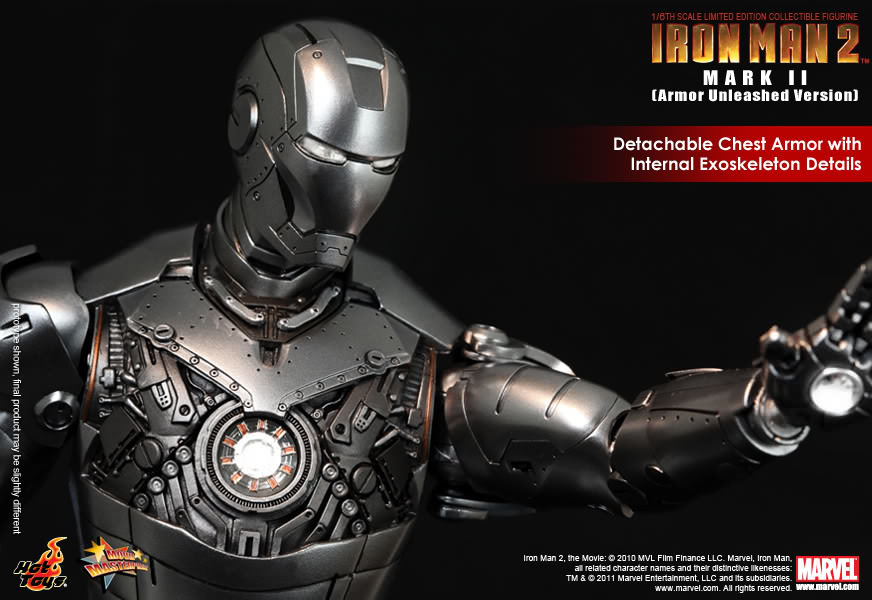 1/6TH SCALE LIMITED EDITION COLLECTIBLE FIGURINE
IRON MAN 2 TM
MARK II
(Armor Unleashed Version)
Detachable Chest Armor with
Internal Exoskeleton Details
prototype shown, final product may be slightly different
Hot Toys
MOVIE
MASTERPIECE
Iron Man 2, the Movie: © 2010 MVL Film Finance LLC. Marvel, Iron Man,
all related character names and their distinctive likenesses:
TM & © 2011 Marvel Entertainment, LLC and its subsidiaries.
www.marvel.com. All rights reserved.
MARVEL
www.marvel.com